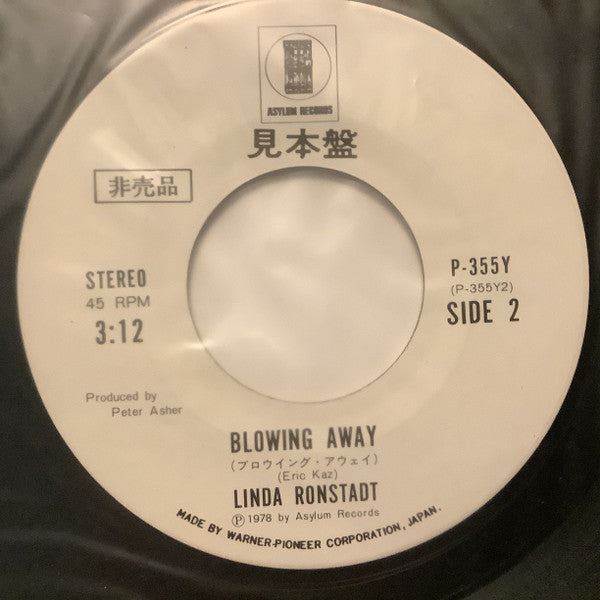 ASYLUM RECORDS
見本盤
非売品
STEREO
45 RPM
3:12
P-355Y
(P-355Y2)
SIDE 2
Produced by
Peter Asher
BLOWING AWAY
(ブロウイング・アウェイ)
(Eric Kaz)
LINDA RONSTADT
Ⓟ1978 by Asylum Records
MADE BY WARNER-PIONEER CORPORATION, JAPAN.